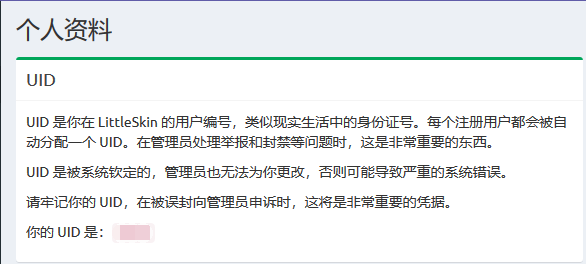 个人资料
UID
UID 是你在 LittleSkin 的用户编号，类似现实生活中的身份证号。每个注册用户都会被自
动分配一个 UID。在管理员处理举报和封禁等问题时，这是非常重要的东西。
UID 是被系统钦定的，管理员也无法为你更改，否则可能导致严重的系统错误。
请牢记你的 UID，在被误封向管理员申诉时，这将是非常重要的凭据。
你的 UID 是：